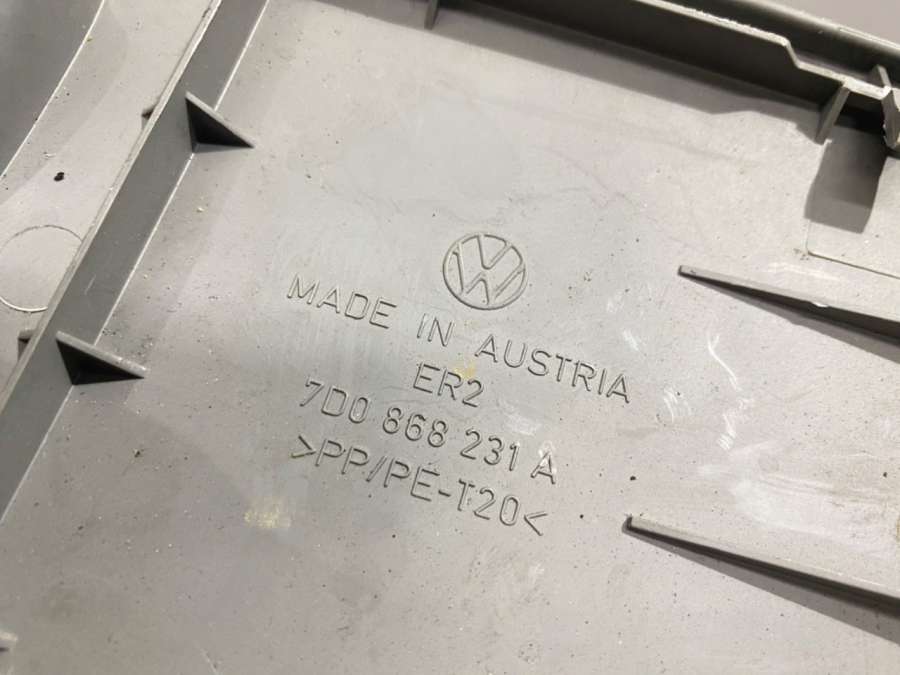 MADE IN AUSTRIA
ER2
7D0 868 231 A
>PP/PE-T20<